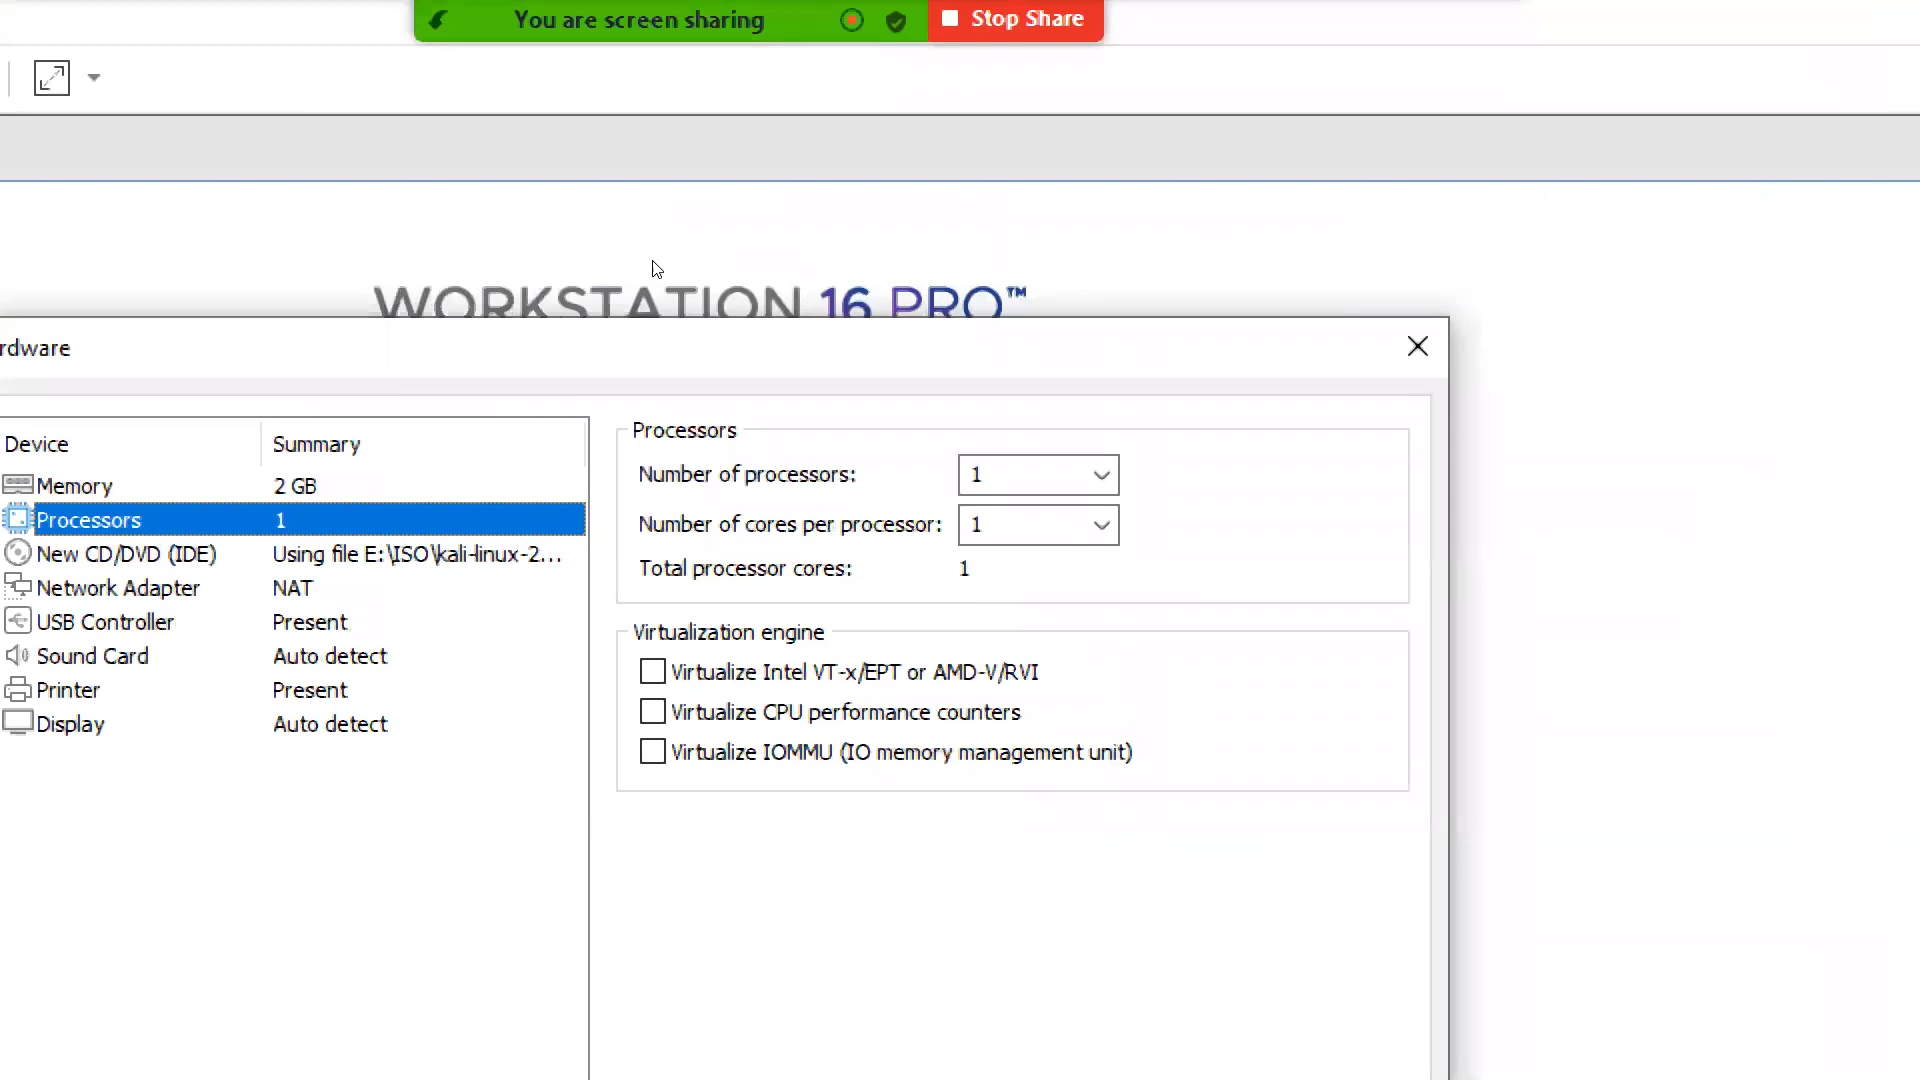 You are screen sharing
Stop Share
WORKSTATION 16 PRO™
rdware
Device Summary
Memory 2 GB
Processors 1
New CD/DVD (IDE) Using file E:\ISO\kali-linux-2...
Network Adapter NAT
USB Controller Present
Sound Card Auto detect
Printer Present
Display Auto detect
Processors
Number of processors: 1
Number of cores per processor: 1
Total processor cores: 1
Virtualization engine
Virtualize Intel VT-x/EPT or AMD-V/RVI
Virtualize CPU performance counters
Virtualize IOMMU (IO memory management unit)